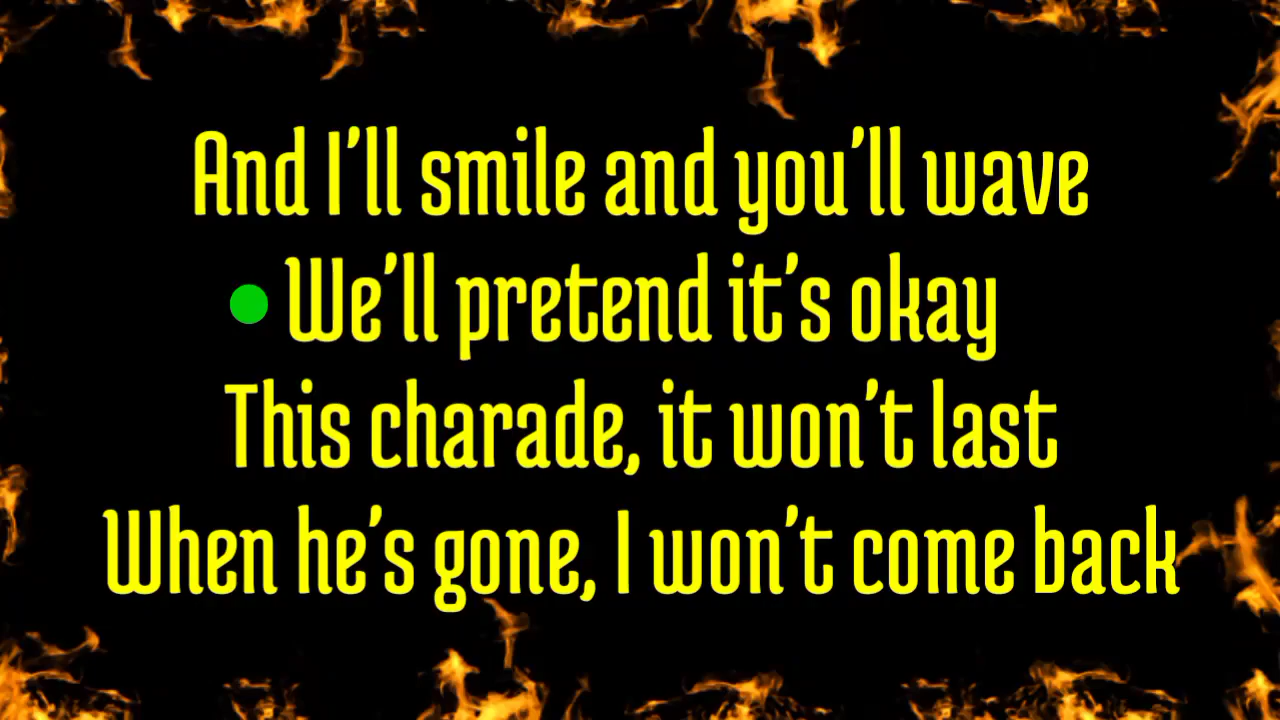 And I'll smile and you'll wave
We'll pretend it's okay
This charade, it won't last
When he's gone, I won't come back